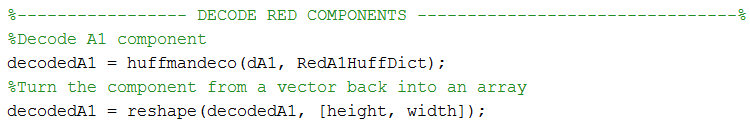 %----------------- DECODE RED COMPONENTS --------------------------------%
%Decode A1 component
decodedA1 = huffmandeco(dA1, RedA1HuffDict);
%Turn the component from a vector back into an array
decodedA1 = reshape(decodedA1, [height, width]);